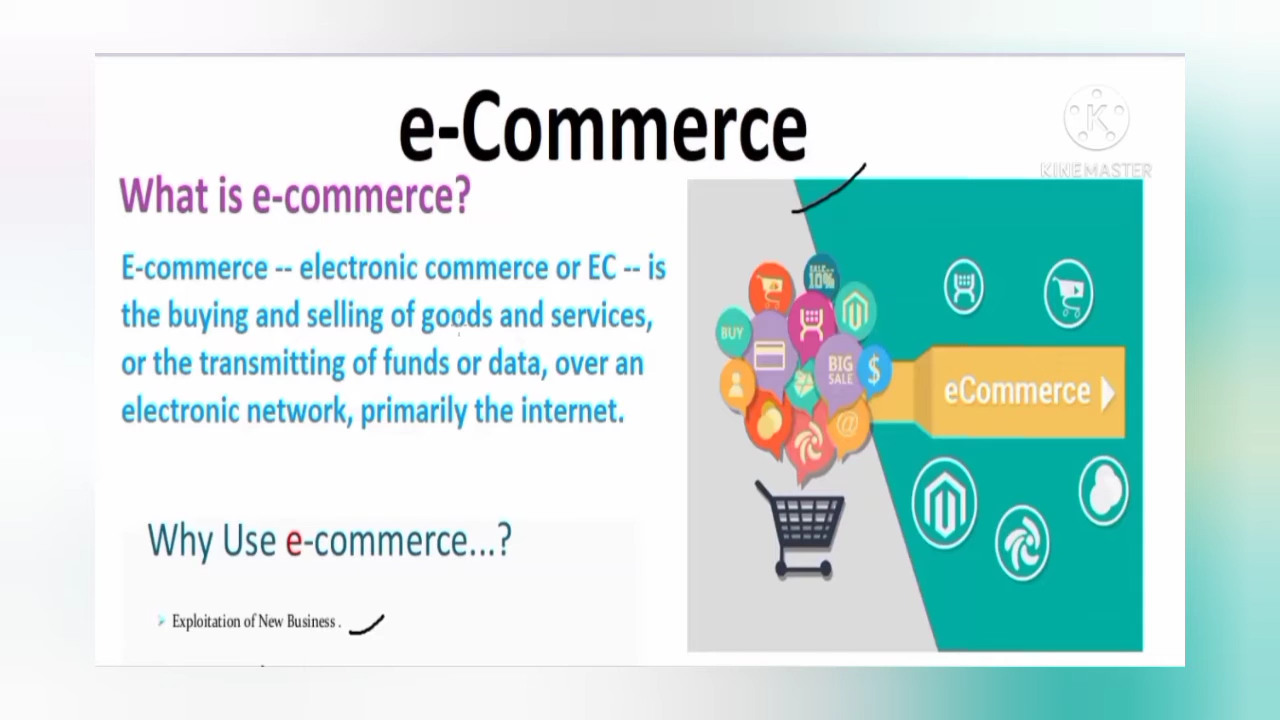 e-Commerce
KINEMASTER
What is e-commerce?
E-commerce -- electronic commerce or EC -- is
the buying and selling of goods and services,
or the transmitting of funds or data, over an
electronic network, primarily the internet.
SALE
10%
BUY
BIG
SALE
$
@
eCommerce
Why Use e-commerce...?
Exploitation of New Business .